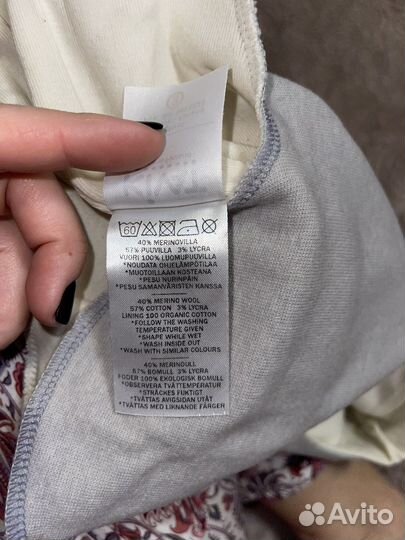 60
40% MERINOVILLA
57% PUUVILLA 3% LYCRA
VUORI 100% LUOMUPUUVILLA
*NOUDATA OHJELÄMPÖTILAA
*MUOTOILLAAN KOSTEANA
*PESU NURINPÄIN
*PESU SAMANVÄRISTEN KANSSA
40% MERINO WOOL
57% COTTON 3% LYCRA
LINING 100 ORGANIC COTTON
*FOLLOW THE WASHING
TEMPERATURE GIVEN
*SHAPE WHILE WET
*WASH INSIDE OUT
*WASH WITH SIMILAR COLOURS
40% MERINOULL
57% BOMULL 3% LYCRA
FODER 100% EKOLOGISK BOMULL
*OBSERVERA TVÄTTEMPERATUR
*STRÄCKES FUKTIGT
*TVÄTTAS AVIGSIDAN UTÅT
*TVÄTTAS MED LIKNANDE FÄRGER
Avito